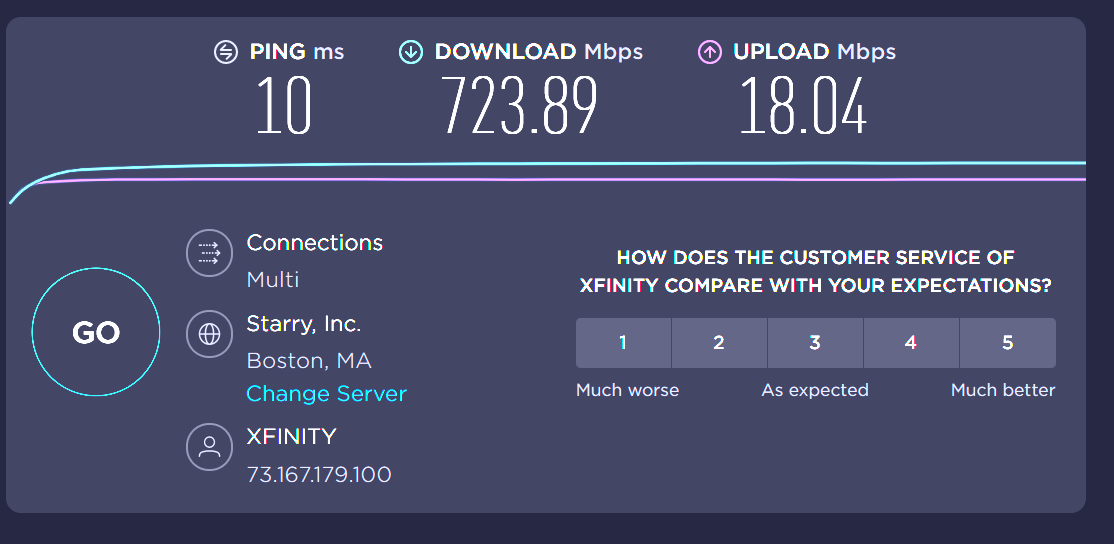 PING ms
DOWNLOAD Mbps
UPLOAD Mbps
10
723.89
18.04
GO
Connections
Multi
Starry, Inc.
Boston, MA
Change Server
XFINITY
73.167.179.100
HOW DOES THE CUSTOMER SERVICE OF
XFINITY COMPARE WITH YOUR EXPECTATIONS?
1 2 3 4 5
Much worse As expected Much better